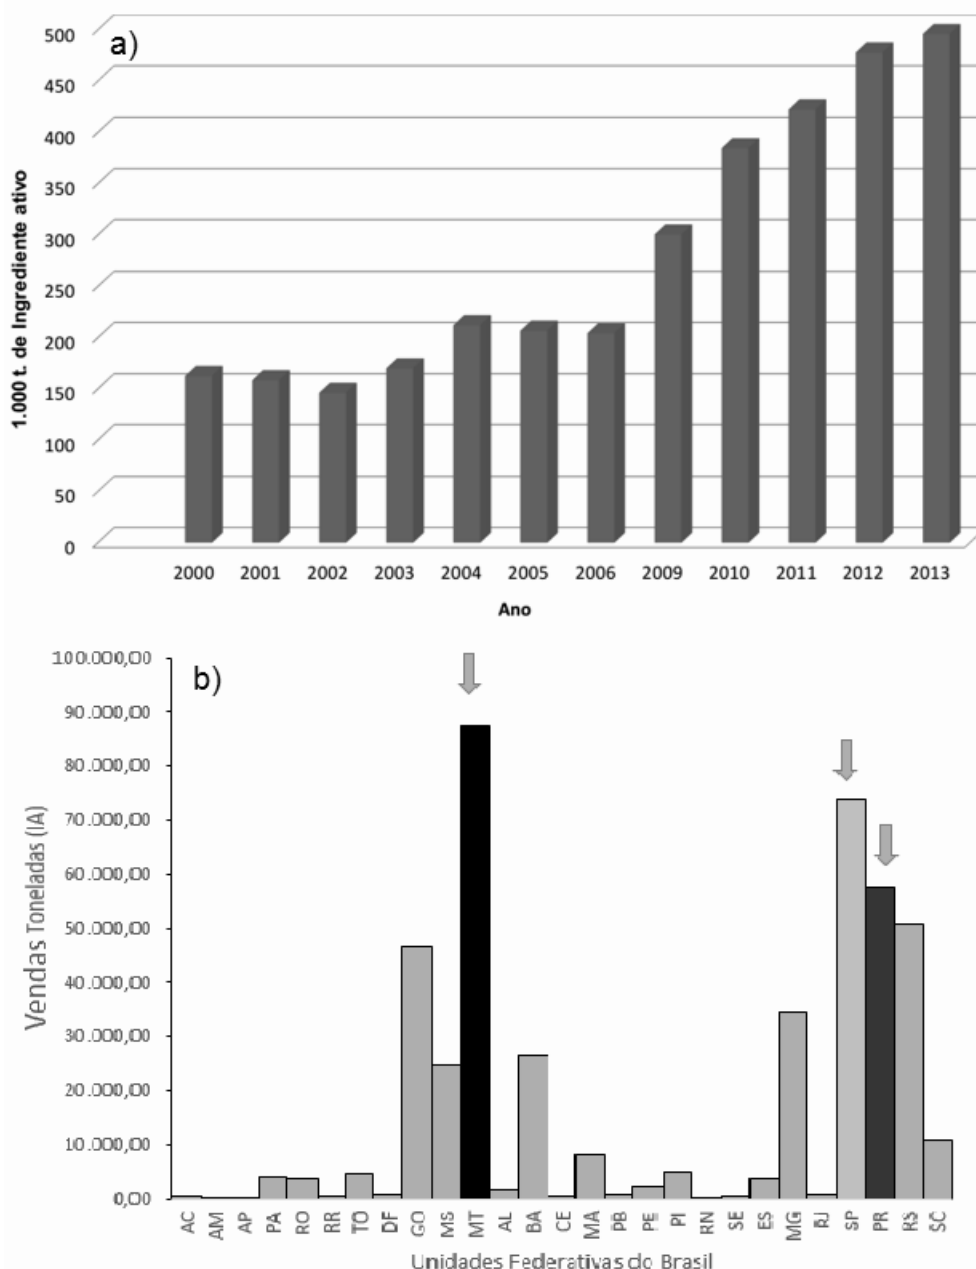 a)
500
450
400
350
300
250
200
150
100
50
0
1.000 t. de Ingrediente ativo
2000 2001 2002 2003 2004 2005 2006 2009 2010 2011 2012 2013
Ano
b)
100.000,00
90.000,00
80.000,00
70.000,00
60.000,00
50.000,00
40.000,00
30.000,00
20.000,00
10.000,00
0,00
Vendas Toneladas (IA)
AC AM AP PA RO RR TO DF GO MS MT AL BA CE MA PB PE PI RN SE ES MG RJ SP PR RS SC
Unidades Federativas do Brasil